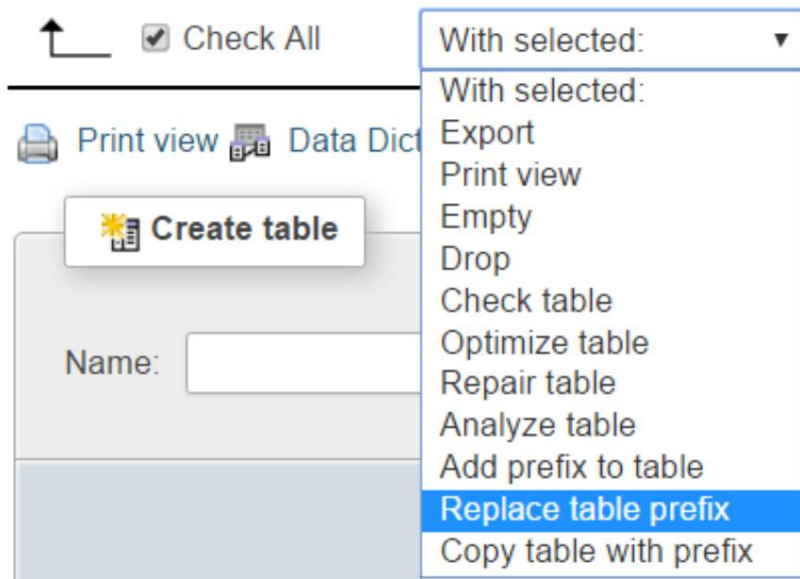 Check All
With selected:
With selected:
Export
Print view Data Dict
Print view
Empty
Create table
Drop
Check table
Optimize table
Name:
Repair table
Analyze table
Add prefix to table
Replace table prefix
Copy table with prefix